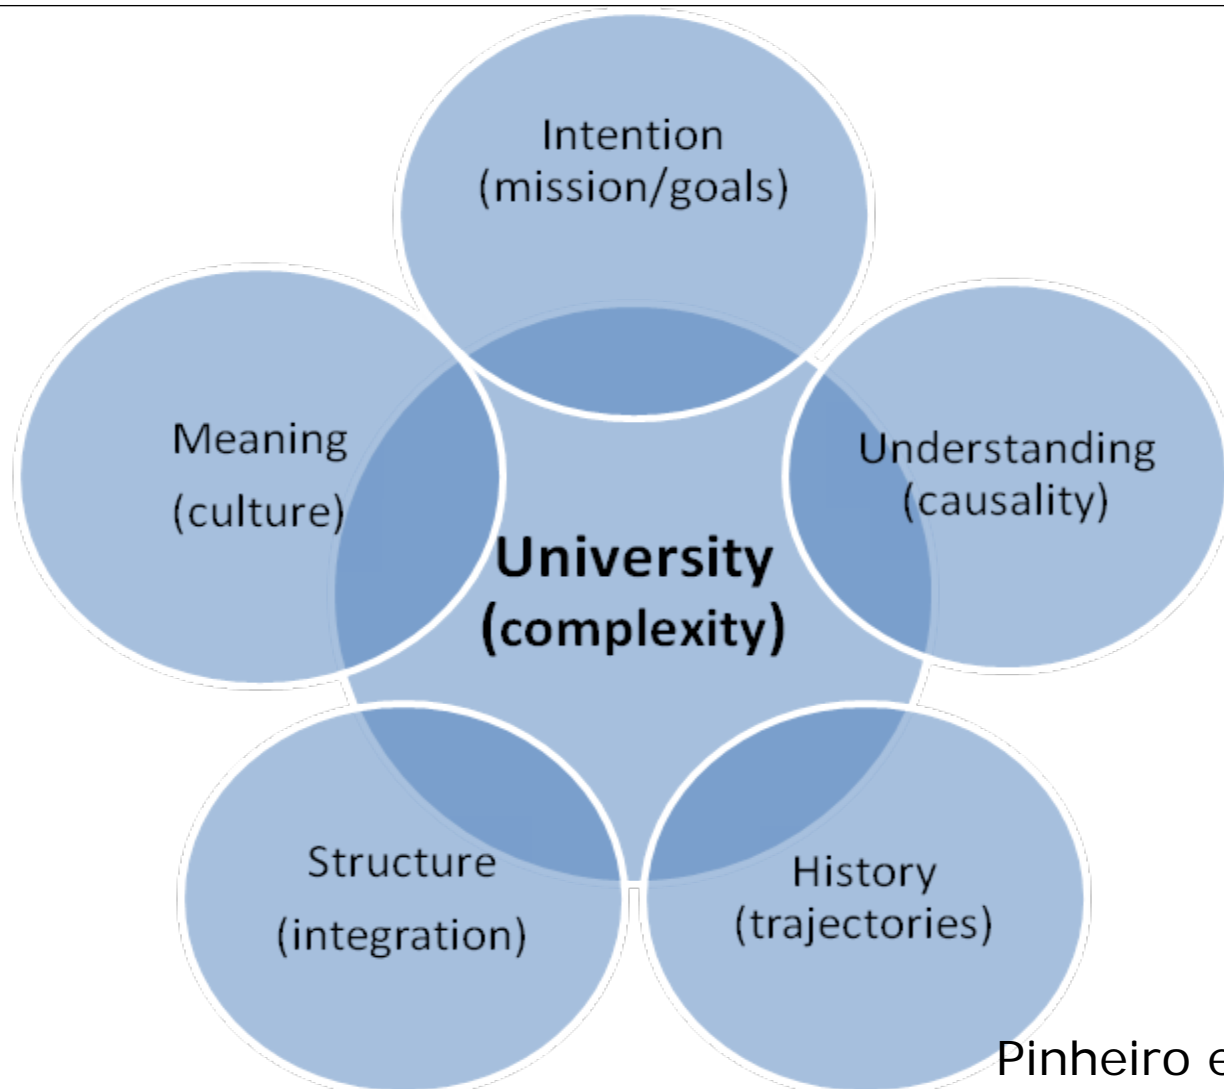 Intention
(mission/goals)
Meaning
(culture)
Understanding
(causality)
University
(complexity)
Structure
(integration)
History
(trajectories)
Pinheiro e